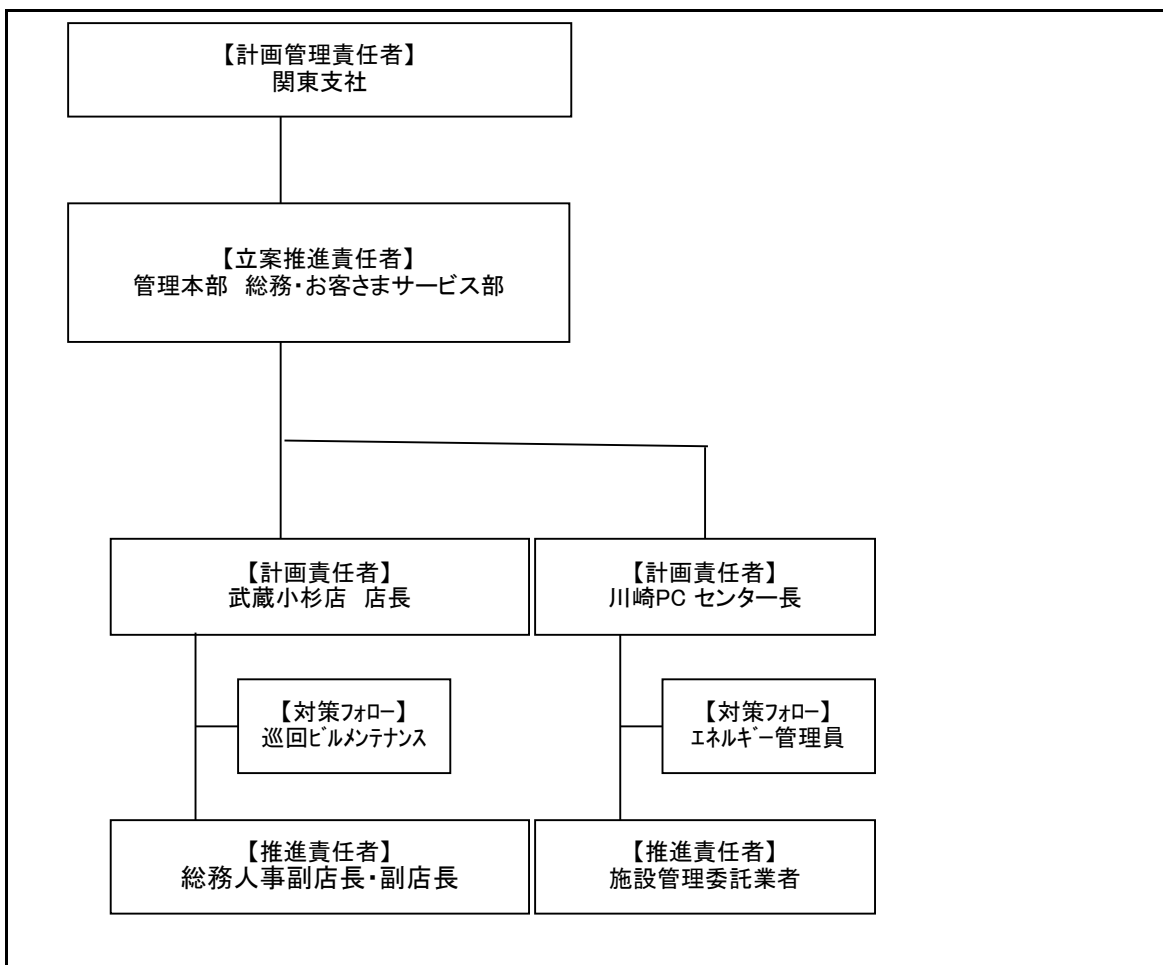 【計画管理責任者】
関東支社
【立案推進責任者】
管理本部　総務・お客さまサービス部
【計画責任者】
武蔵小杉店　店長
【計画責任者】
川崎PC センター長
【対策フォロー】
巡回ビルメンテナンス
【対策フォロー】
エネルギー管理員
【推進責任者】
総務人事副店長・副店長
【推進責任者】
施設管理委託業者